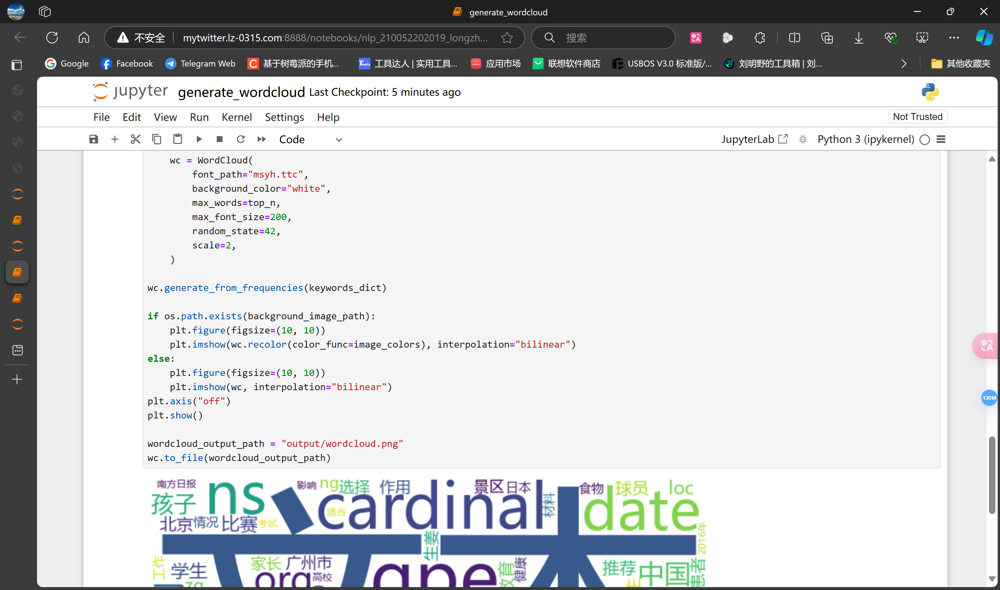 generate_wordcloud
不安全 mytwitter.lz-0315.com:8888/notebooks/nlp_210052202019_longzh...
搜索
Google Facebook Telegram Web 基于树莓派的手机... 工具达人 | 实用工具... 应用市场 联想软件商店 USBOS V3.0 标准版/... 刘明野的工具箱 | 刘... 其他收藏夹
jupyter generate_wordcloud Last Checkpoint: 5 minutes ago
File Edit View Run Kernel Settings Help Not Trusted
Code JupyterLab Python 3 (ipykernel)
    wc = WordCloud(
        font_path="msyh.ttc",
        background_color="white",
        max_words=top_n,
        max_font_size=200,
        random_state=42,
        scale=2,
    )
wc.generate_from_frequencies(keywords_dict)
if os.path.exists(background_image_path):
    plt.figure(figsize=(10, 10))
    plt.imshow(wc.recolor(color_func=image_colors), interpolation="bilinear")
else:
    plt.figure(figsize=(10, 10))
    plt.imshow(wc, interpolation="bilinear")
plt.axis("off")
plt.show()
wordcloud_output_path = "output/wordcloud.png"
wc.to_file(wordcloud_output_path)
130M
南方日报 ns 影响 ng 选择 作用 景区 日本 食物 球员 loc
孩子 cardinal 适合 材料 date
北京 情况 比赛 考试
生姜 2016年
工作 学生 家长 广州市 高校 org gpe 教育 健康 推荐 中国 患者